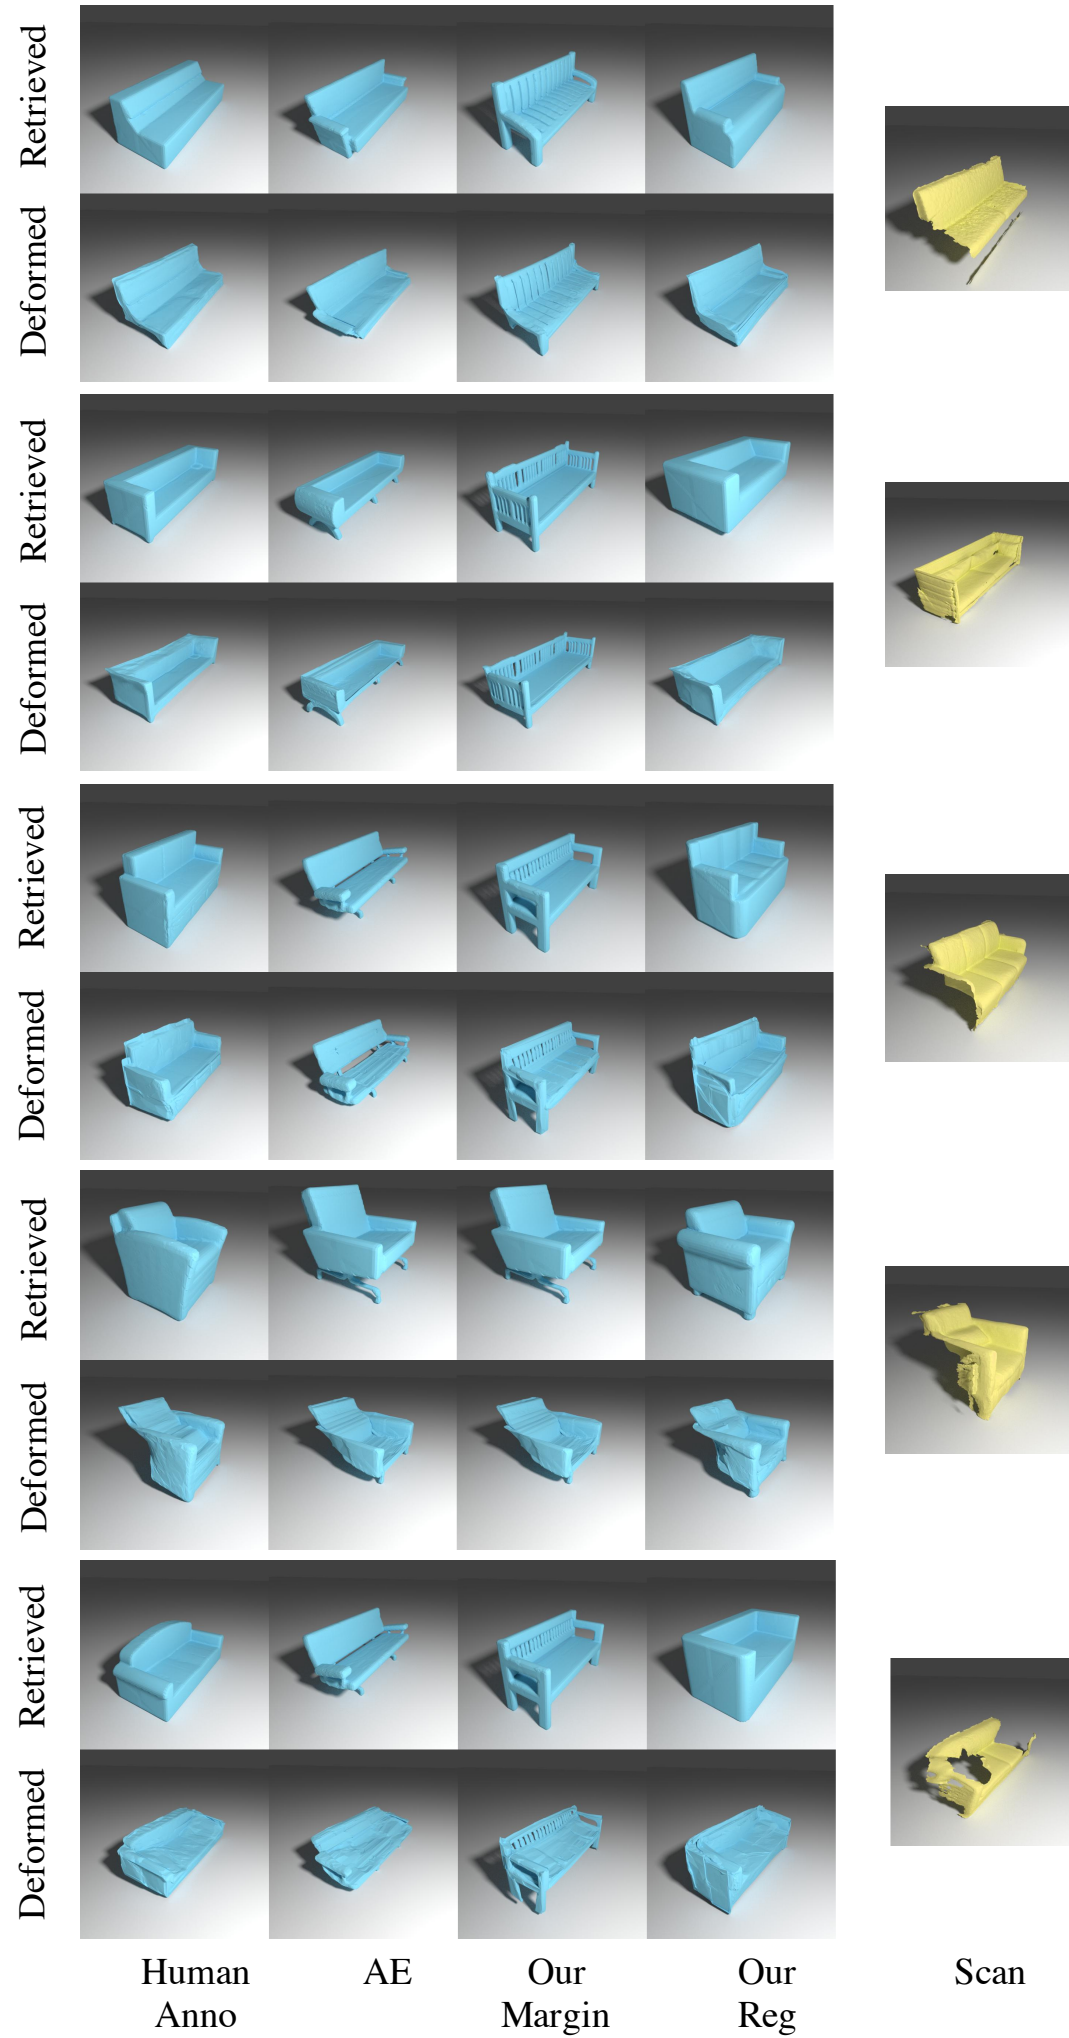 Retrieved
Deformed
Retrieved
Deformed
Retrieved
Deformed
Retrieved
Deformed
Retrieved
Deformed
Human
Anno
AE
Our
Margin
Our
Reg
Scan